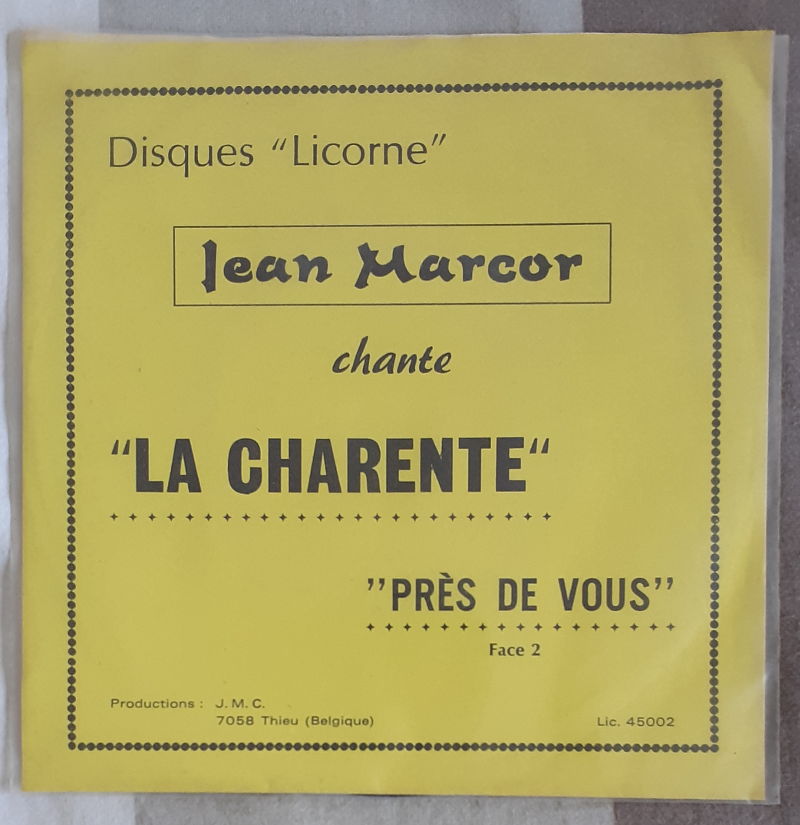 Disques “Licorne”
Jean Marcor
chante
“LA CHARENTE“
”PRÈS DE VOUS”
Face 2
Productions : J. M. C.
7058 Thieu (Belgique)
Lic. 45002